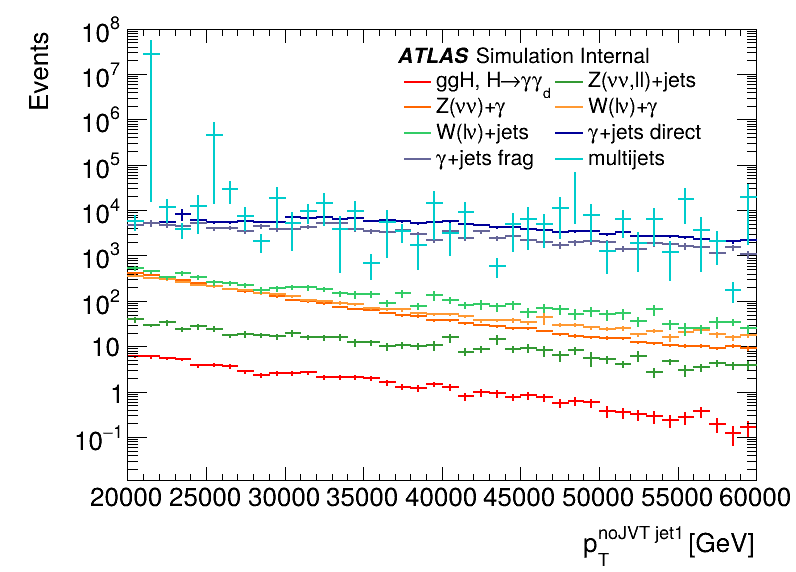 Events
10^8
10^7
10^6
10^5
10^4
10^3
10^2
10
1
10^−1
ATLAS Simulation Internal
ggH, H→γγ_d
Z(νν,ll)+jets
Z(νν)+γ
W(lν)+γ
W(lν)+jets
γ+jets direct
γ+jets frag
multijets
20000 25000 30000 35000 40000 45000 50000 55000 60000
p_T^noJVT jet1 [GeV]